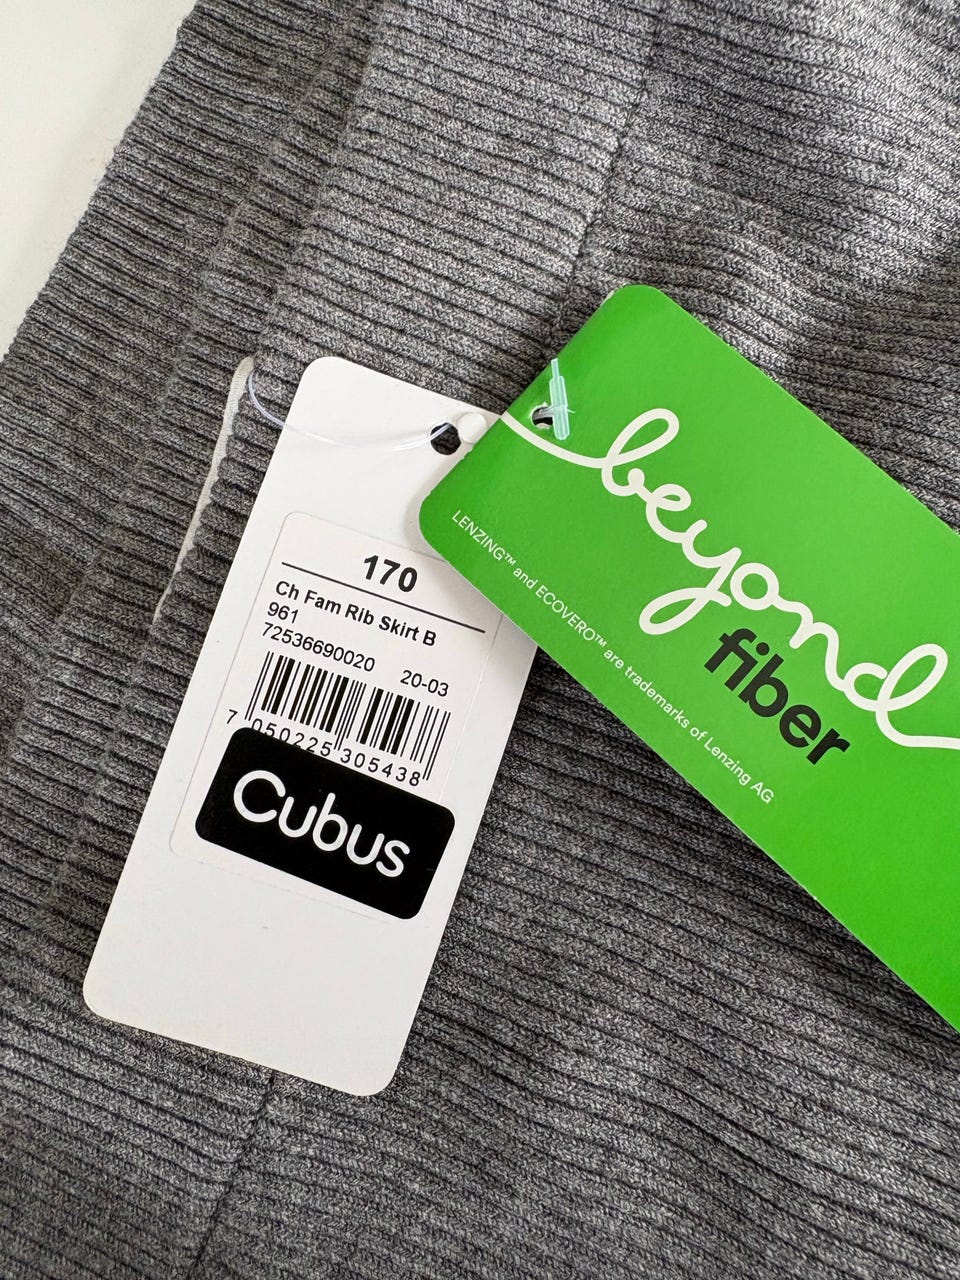 170
Ch Fam Rib Skirt B
961
72536690020 20-03
7 050225 305438
Cubus
beyond
fiber
LENZING™ and ECOVERO™ are trademarks of Lenzing AG